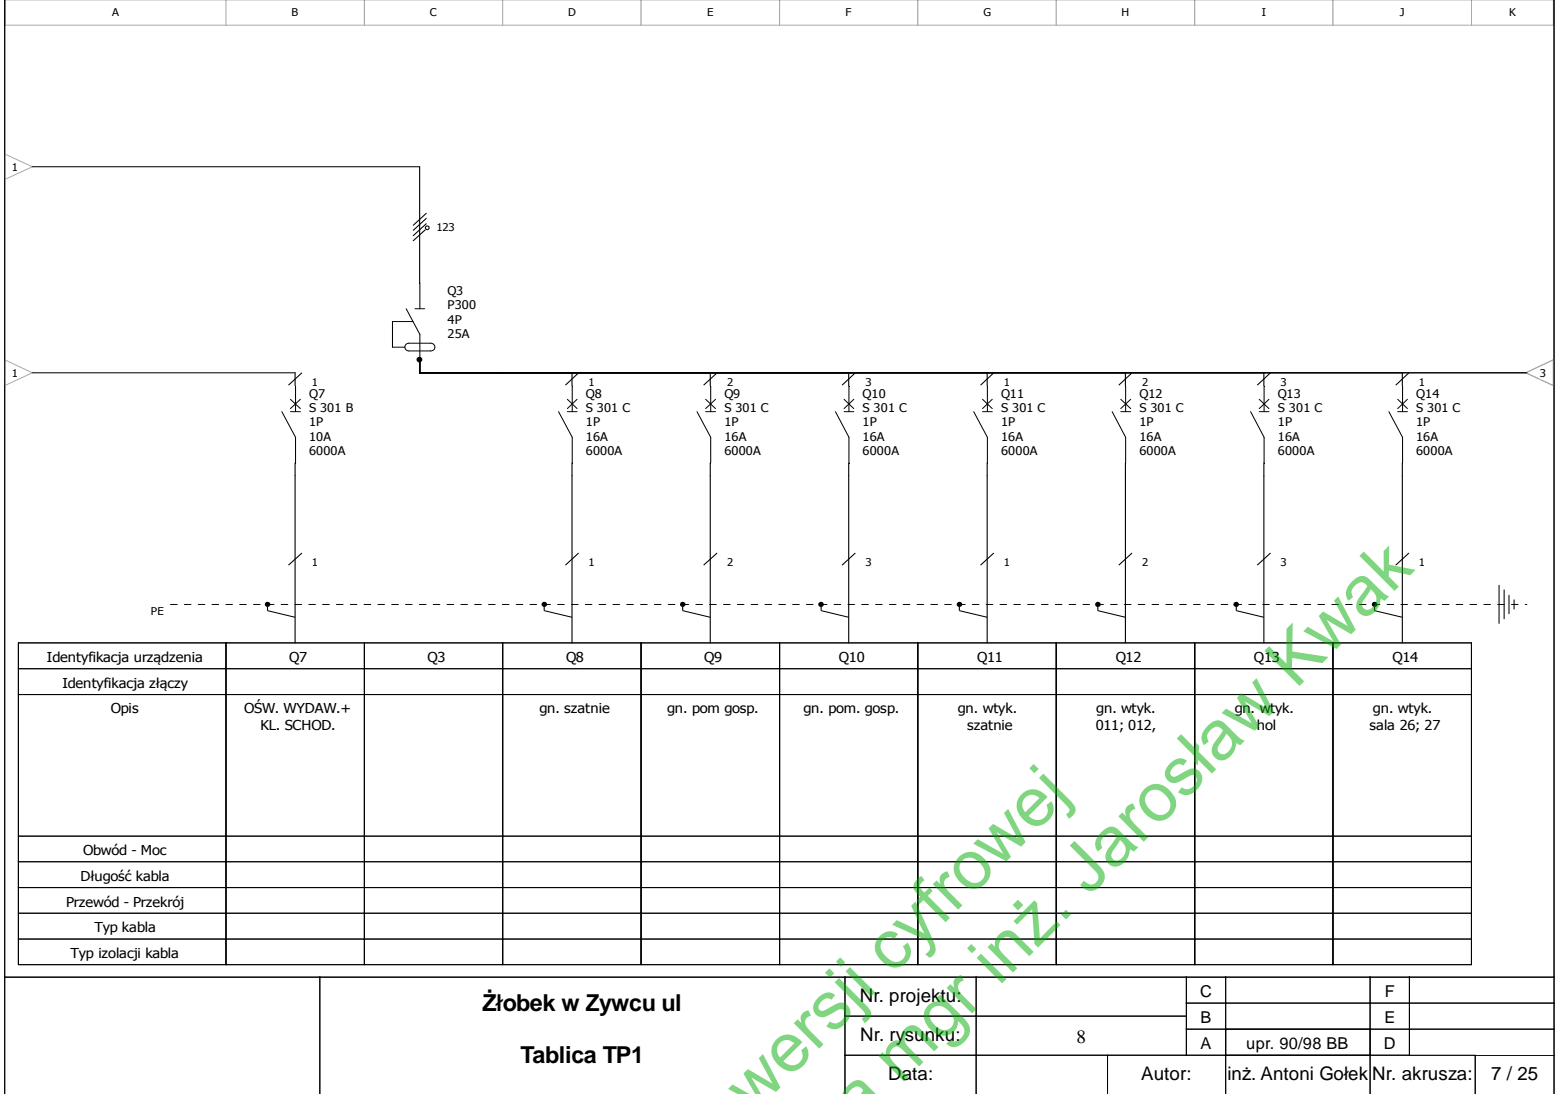 A B C D E F G H I J K
1
123
Q3
P300
4P
25A
1 3
1 1 2 3 1 2 3 1
Q7 Q8 Q9 Q10 Q11 Q12 Q13 Q14
S 301 B S 301 C S 301 C S 301 C S 301 C S 301 C S 301 C S 301 C
1P 1P 1P 1P 1P 1P 1P 1P
10A 16A 16A 16A 16A 16A 16A 16A
6000A 6000A 6000A 6000A 6000A 6000A 6000A 6000A
1 1 2 3 1 2 3 1
PE
Identyfikacja urządzenia Q7 Q3 Q8 Q9 Q10 Q11 Q12 Q13 Q14
Identyfikacja złączy
Opis OŚW. WYDAW.+ gn. szatnie gn. pom gosp. gn. pom. gosp. gn. wtyk. gn. wtyk. gn. wtyk. gn. wtyk.
KL. SCHOD. szatnie 011; 012, hol sala 26; 27
Obwód - Moc
Długość kabla
Przewód - Przekrój
Typ kabla
Typ izolacji kabla
Żłobek w Zywcu ul
Tablica TP1
Nr. projektu: C F
B E
Nr. rysunku: 8
A upr. 90/98 BB D
Data: Autor: inż. Antoni Gołek Nr. akrusza: 7 / 25
wersji cyfrowej
a mgr inż. Jarosław Kwak